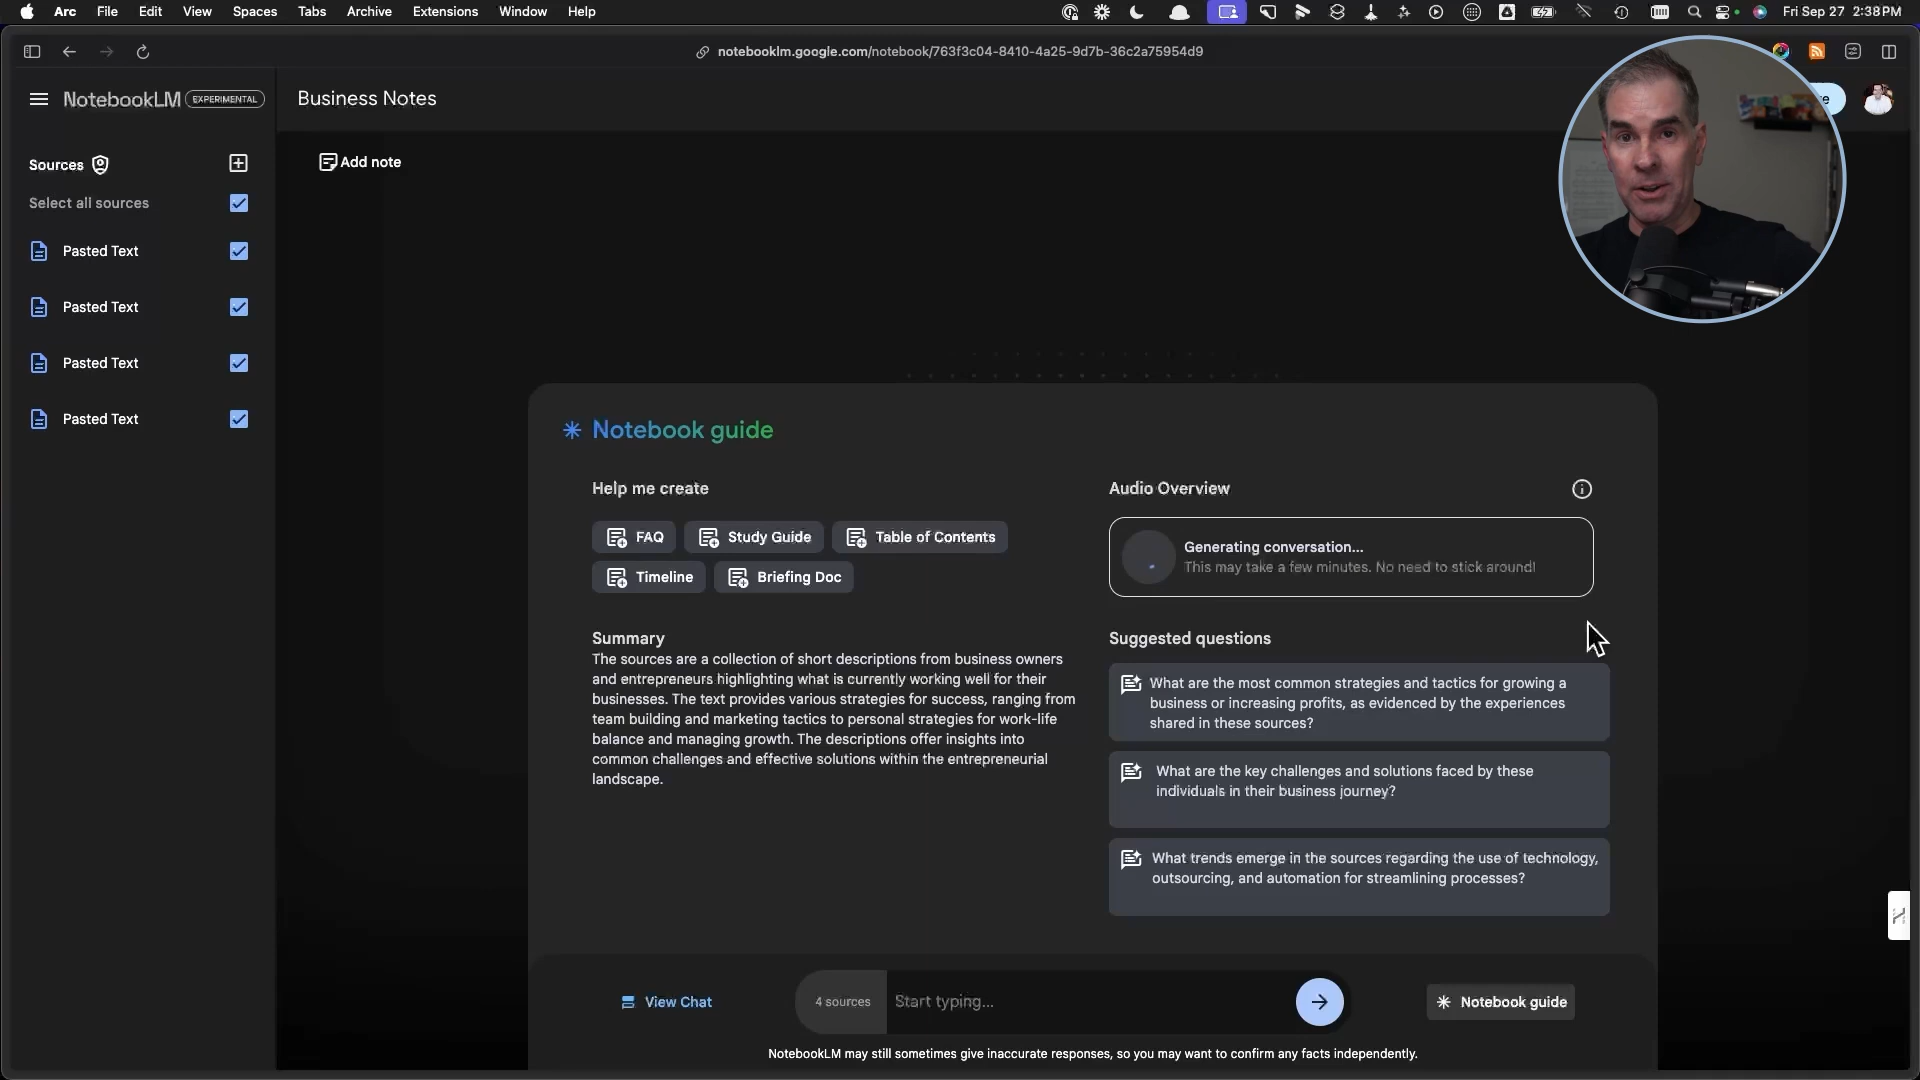 Arc File Edit View Spaces Tabs Archive Extensions Window Help Fri Sep 27 2:38 PM
notebooklm.google.com/notebook/763f3c04-8410-4a25-9d7b-36c2a75954d9
NotebookLM EXPERIMENTAL
Business Notes
Sources
Select all sources
Pasted Text
Pasted Text
Pasted Text
Pasted Text
Add note
Notebook guide
Help me create
FAQ
Study Guide
Table of Contents
Timeline
Briefing Doc
Summary
The sources are a collection of short descriptions from business owners
and entrepreneurs highlighting what is currently working well for their
businesses. The text provides various strategies for success, ranging from
team building and marketing tactics to personal strategies for work-life
balance and managing growth. The descriptions offer insights into
common challenges and effective solutions within the entrepreneurial
landscape.
Audio Overview
Generating conversation...
This may take a few minutes. No need to stick around!
Suggested questions
What are the most common strategies and tactics for growing a
business or increasing profits, as evidenced by the experiences
shared in these sources?
What are the key challenges and solutions faced by these
individuals in their business journey?
What trends emerge in the sources regarding the use of technology,
outsourcing, and automation for streamlining processes?
View Chat
4 sources
Start typing...
Notebook guide
NotebookLM may still sometimes give inaccurate responses, so you may want to confirm any facts independently.